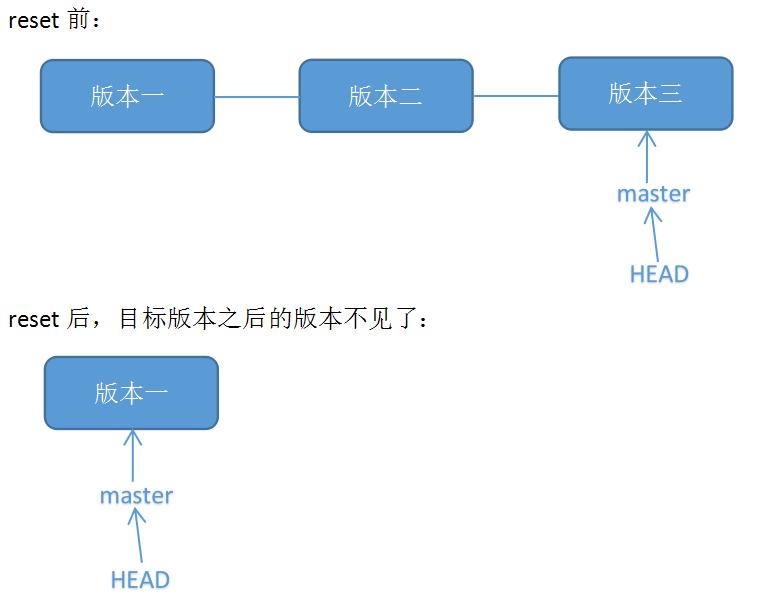 reset 前：
版本一
版本二
版本三
master
HEAD
reset 后，目标版本之后的版本不见了：
版本一
master
HEAD